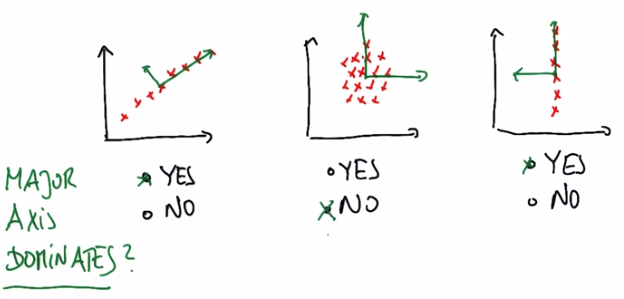 MAJOR
AXIS
DOMINATES?
YES
NO
YES
NO
YES
NO